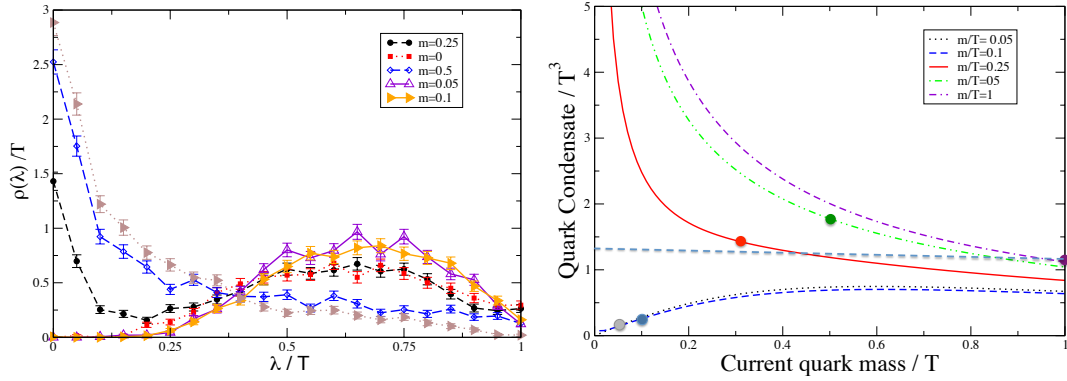 3
2.5
2
1.5
1
0.5
0
ρ(λ) /T
0
0.25
0.5
0.75
1
λ / T
m=0.25
m=0
m=0.5
m=0.05
m=0.1
5
4
3
2
1
0
Quark Condensate / T³
0
0.2
0.4
0.6
0.8
1
Current quark mass / T
m/T= 0.05
m/T=0.1
m/T=0.25
m/T=05
m/T=1